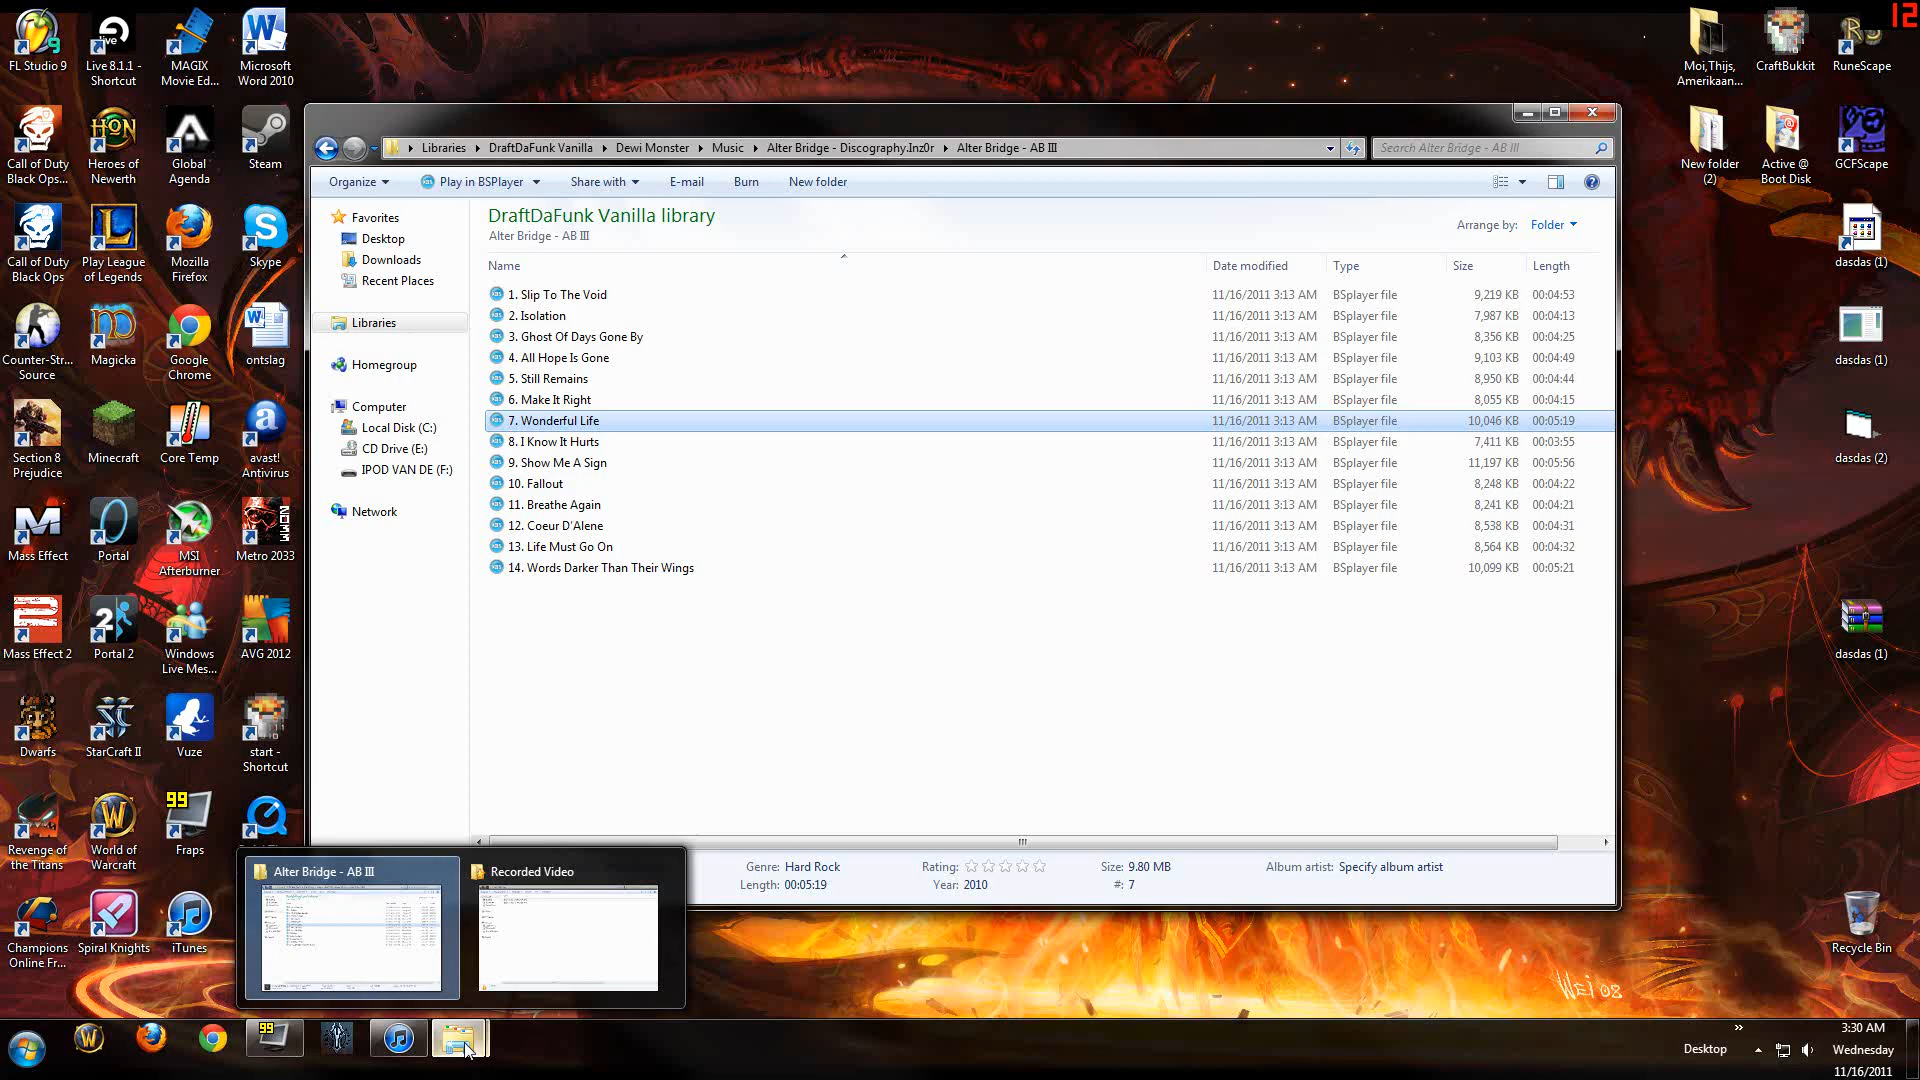 12
FL Studio 9
Live 8.1.1 - Shortcut
MAGIX Movie Ed...
Microsoft Word 2010
Moi,Thijs, Amerikaan...
CraftBukkit
RuneScape
Call of Duty Black Ops...
Heroes of Newerth
Global Agenda
Steam
New folder (2)
Active @ Boot Disk
GCFScape
Call of Duty Black Ops
Play League of Legends
Mozilla Firefox
Skype
dasdas (1)
Counter-Str... Source
Magicka
Google Chrome
ontslag
dasdas (1)
Section 8 Prejudice
Minecraft
Core Temp
avast! Antivirus
dasdas (2)
Mass Effect
Portal
MSI Afterburner
Metro 2033
Mass Effect 2
Portal 2
Windows Live Mes...
AVG 2012
dasdas (1)
Dwarfs
StarCraft II
Vuze
start - Shortcut
Revenge of the Titans
World of Warcraft
99
Fraps
Champions Online Fr...
Spiral Knights
iTunes
Recycle Bin
Libraries DraftDaFunk Vanilla Dewi Monster Music Alter Bridge - Discography.Inz0r Alter Bridge - AB III
Search Alter Bridge - AB III
Organize Play in BSPlayer Share with E-mail Burn New folder
Favorites
Desktop
Downloads
Recent Places
Libraries
Homegroup
Computer
Local Disk (C:)
CD Drive (E:)
IPOD VAN DE (F:)
Network
DraftDaFunk Vanilla library
Alter Bridge - AB III
Arrange by: Folder
Name Date modified Type Size Length
1. Slip To The Void 11/16/2011 3:13 AM BSplayer file 9,219 KB 00:04:53
2. Isolation 11/16/2011 3:13 AM BSplayer file 7,987 KB 00:04:13
3. Ghost Of Days Gone By 11/16/2011 3:13 AM BSplayer file 8,356 KB 00:04:25
4. All Hope Is Gone 11/16/2011 3:13 AM BSplayer file 9,103 KB 00:04:49
5. Still Remains 11/16/2011 3:13 AM BSplayer file 8,950 KB 00:04:44
6. Make It Right 11/16/2011 3:13 AM BSplayer file 8,055 KB 00:04:15
7. Wonderful Life 11/16/2011 3:13 AM BSplayer file 10,046 KB 00:05:19
8. I Know It Hurts 11/16/2011 3:13 AM BSplayer file 7,411 KB 00:03:55
9. Show Me A Sign 11/16/2011 3:13 AM BSplayer file 11,197 KB 00:05:56
10. Fallout 11/16/2011 3:13 AM BSplayer file 8,248 KB 00:04:22
11. Breathe Again 11/16/2011 3:13 AM BSplayer file 8,241 KB 00:04:21
12. Coeur D'Alene 11/16/2011 3:13 AM BSplayer file 8,538 KB 00:04:31
13. Life Must Go On 11/16/2011 3:13 AM BSplayer file 8,564 KB 00:04:32
14. Words Darker Than Their Wings 11/16/2011 3:13 AM BSplayer file 10,099 KB 00:05:21
Genre: Hard Rock Rating: Size: 9.80 MB Album artist: Specify album artist
Length: 00:05:19 Year: 2010 #: 7
Alter Bridge - AB III
Recorded Video
WEI 08
99
Desktop
3:30 AM
Wednesday
11/16/2011